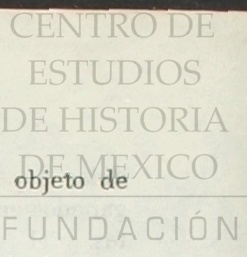 CENTRO DE
ESTUDIOS
DE HISTORIA
DE MEXICO
objeto de
FUNDACIÓN